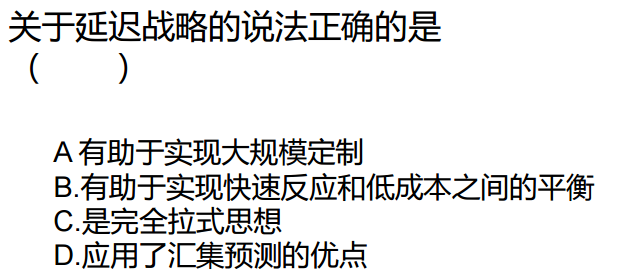 关于延迟战略的说法正确的是
（　　）
A 有助于实现大规模定制
B.有助于实现快速反应和低成本之间的平衡
C.是完全拉式思想
D.应用了汇集预测的优点